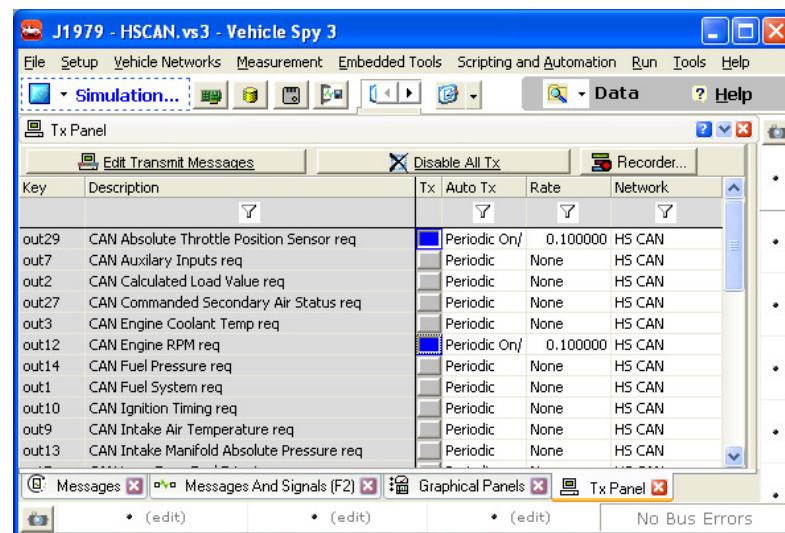 J1979 - HSCAN.vs3 - Vehicle Spy 3
File Setup Vehicle Networks Measurement Embedded Tools Scripting and Automation Run Tools Help
Simulation... Data ? Help
Tx Panel
Edit Transmit Messages Disable All Tx Recorder...
Key Description Tx Auto Tx Rate Network
out29 CAN Absolute Throttle Position Sensor req Periodic On/ 0.100000 HS CAN
out7 CAN Auxilary Inputs req Periodic None HS CAN
out2 CAN Calculated Load Value req Periodic None HS CAN
out27 CAN Commanded Secondary Air Status req Periodic None HS CAN
out3 CAN Engine Coolant Temp req Periodic None HS CAN
out12 CAN Engine RPM req Periodic On/ 0.100000 HS CAN
out14 CAN Fuel Pressure req Periodic None HS CAN
out1 CAN Fuel System req Periodic None HS CAN
out10 CAN Ignition Timing req Periodic None HS CAN
out9 CAN Intake Air Temperature req Periodic None HS CAN
out13 CAN Intake Manifold Absolute Pressure req Periodic None HS CAN
Messages Messages And Signals (F2) Graphical Panels Tx Panel
• (edit) • (edit) • (edit) No Bus Errors